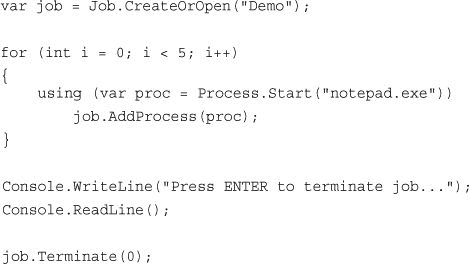 var job = Job.CreateOrOpen("Demo");
for (int i = 0; i < 5; i++)
{
    using (var proc = Process.Start("notepad.exe"))
        job.AddProcess(proc);
}
Console.WriteLine("Press ENTER to terminate job...");
Console.ReadLine();
job.Terminate(0);